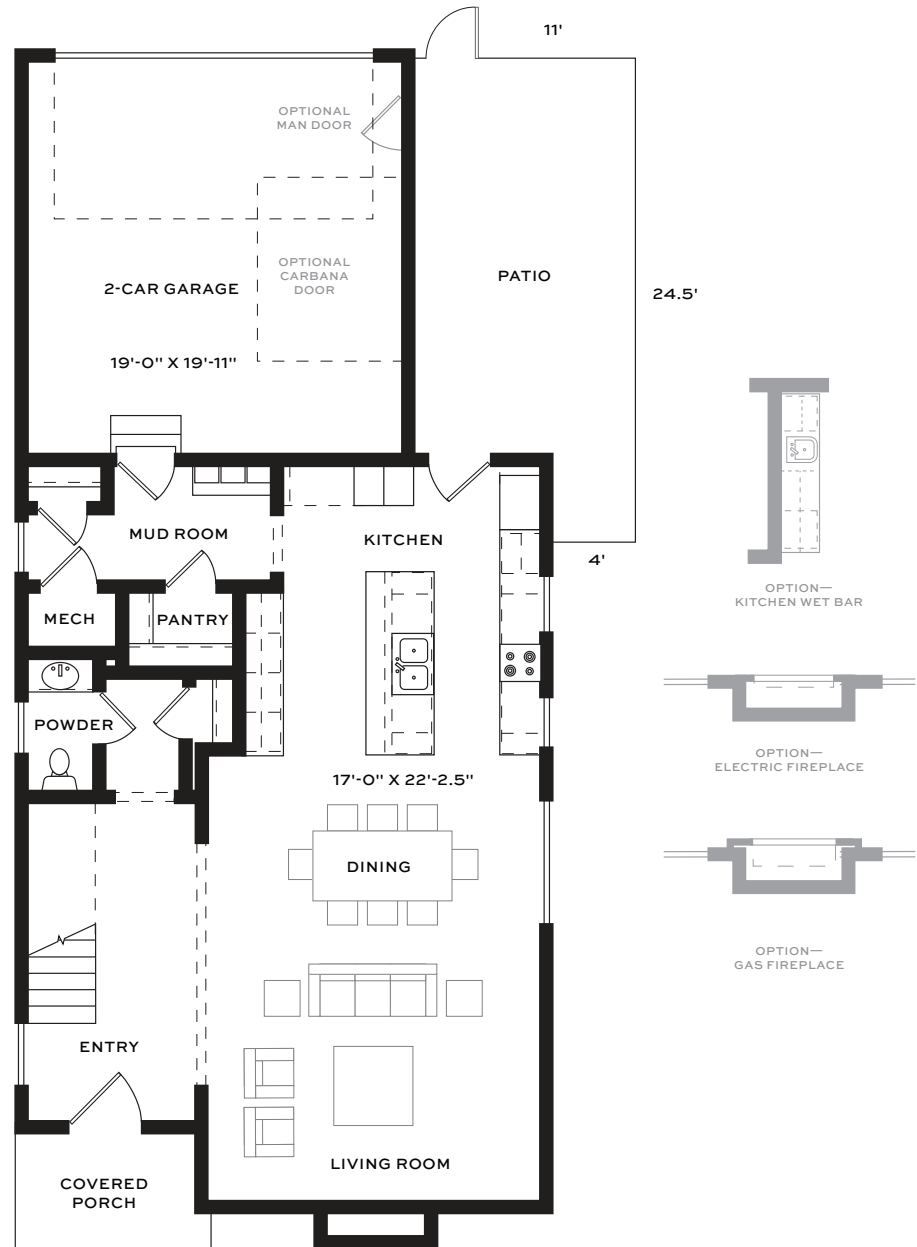 11'
OPTIONAL
MAN DOOR
OPTIONAL
CARBANA
DOOR
2-CAR GARAGE
19'-0" X 19'-11"
PATIO
24.5'
MUD ROOM
KITCHEN
4'
MECH
PANTRY
POWDER
17'-0" X 22'-2.5"
DINING
ENTRY
LIVING ROOM
COVERED
PORCH
OPTION—
KITCHEN WET BAR
OPTION—
ELECTRIC FIREPLACE
OPTION—
GAS FIREPLACE